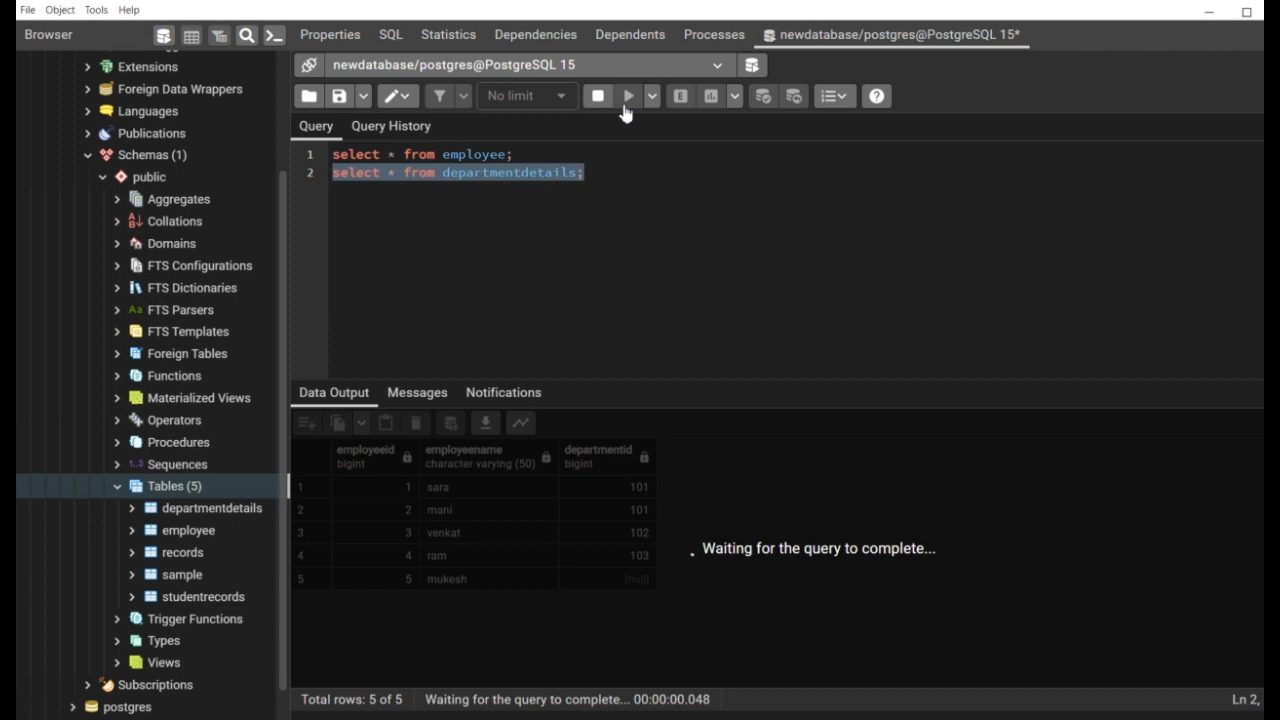 File Object Tools Help
Browser
Properties SQL Statistics Dependencies Dependents Processes newdatabase/postgres@PostgreSQL 15*
newdatabase/postgres@PostgreSQL 15
No limit
Query Query History
1 select * from employee;
2 select * from departmentdetails;
Extensions
Foreign Data Wrappers
Languages
Publications
Schemas (1)
public
Aggregates
Collations
Domains
FTS Configurations
FTS Dictionaries
Aa FTS Parsers
FTS Templates
Foreign Tables
Functions
Materialized Views
Operators
Procedures
1..3 Sequences
Tables (5)
departmentdetails
employee
records
sample
studentrecords
Trigger Functions
Types
Views
Subscriptions
postgres
Data Output Messages Notifications
employeeid employeename departmentid
bigint character varying (50) bigint
1 1 sara 101
2 2 mani 101
3 3 venkat 102
4 4 ram 103
5 5 mukesh [null]
Waiting for the query to complete...
Total rows: 5 of 5 Waiting for the query to complete... 00:00:00.048 Ln 2,